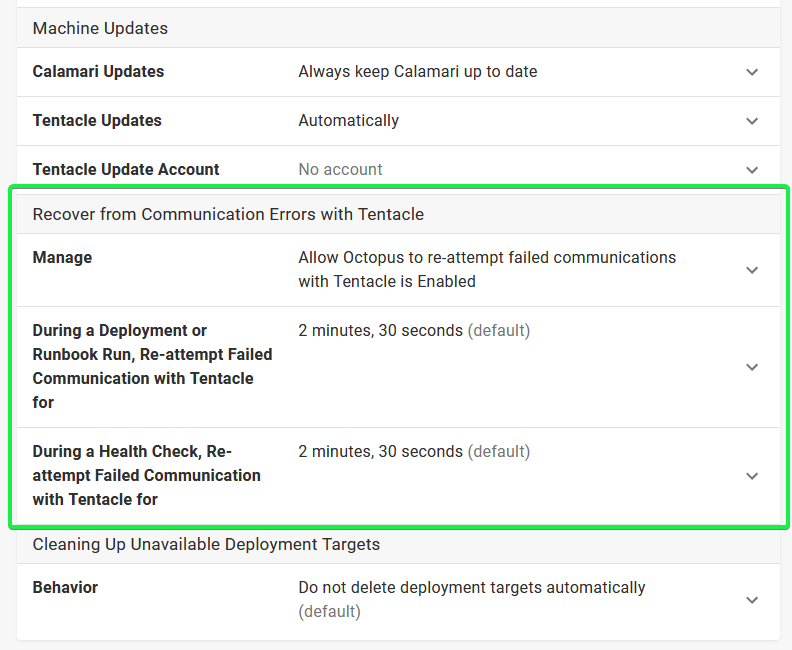 Machine Updates
Calamari Updates
Always keep Calamari up to date
Tentacle Updates
Automatically
Tentacle Update Account
No account
Recover from Communication Errors with Tentacle
Manage
Allow Octopus to re-attempt failed communications
with Tentacle is Enabled
During a Deployment or
Runbook Run, Re-attempt Failed
Communication with Tentacle
for
2 minutes, 30 seconds (default)
During a Health Check, Re-
attempt Failed Communication
with Tentacle for
2 minutes, 30 seconds (default)
Cleaning Up Unavailable Deployment Targets
Behavior
Do not delete deployment targets automatically
(default)